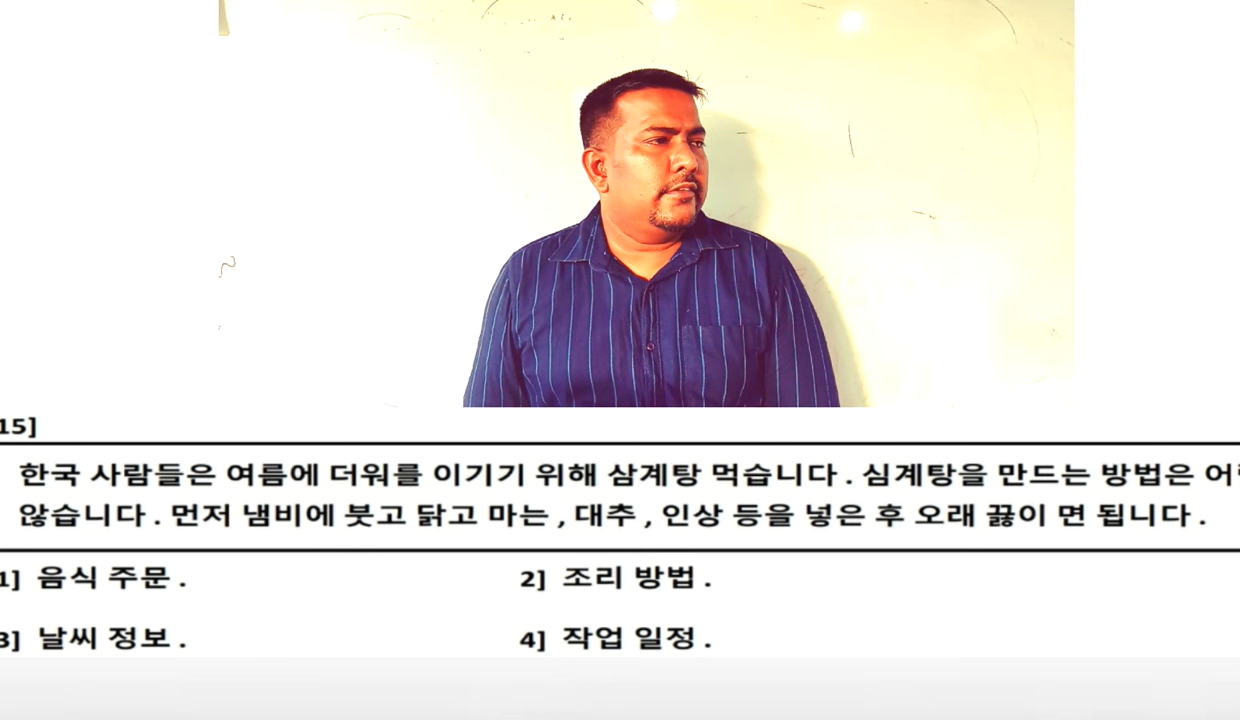 15]
한국 사람들은 여름에 더워를 이기기 위해 삼계탕 먹습니다 . 심계탕을 만드는 방법은
않습니다 . 먼저 냄비에 붓고 닭고 마는 , 대추 , 인상 등을 넣은 후 오래 끓이 면 됩니다 .
1] 음식 주문 .
2] 조리 방법 .
3] 날씨 정보 .
4] 작업 일정 .